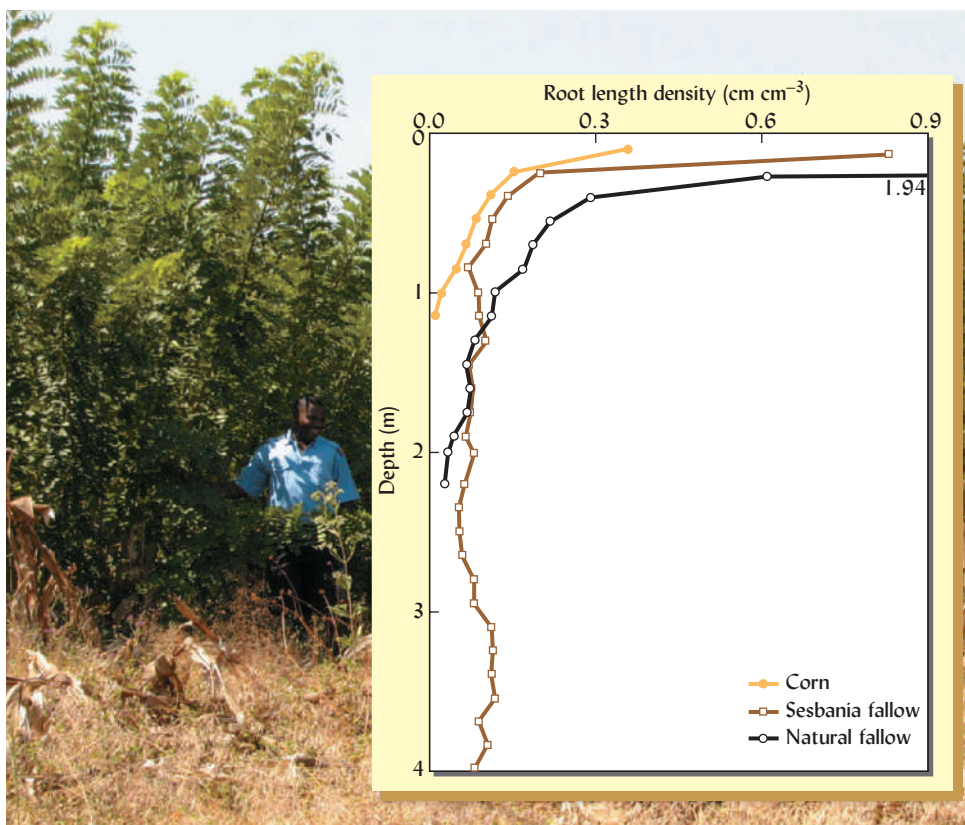 Root length density (cm cm⁻³)
0.0 0.3 0.6 0.9
0
1.94
1
Depth (m)
2
3
Corn
Sesbania fallow
Natural fallow
4